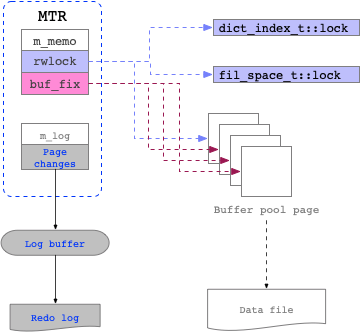 MTR
m_memo
rwlock
buf_fix
m_log
Page
changes
Log buffer
Redo log
dict_index_t::lock
fil_space_t::lock
Buffer pool page
Data file